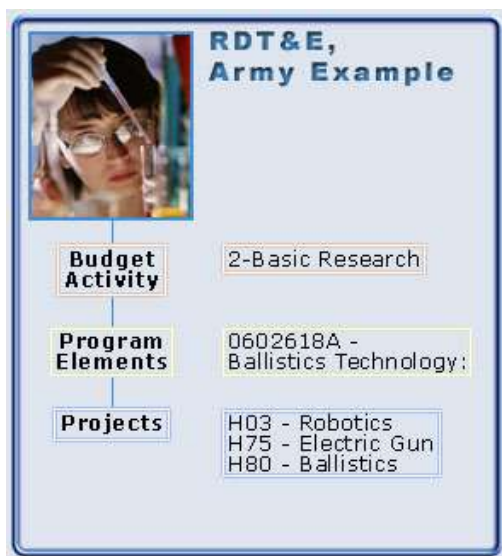 RDT&E,
Army Example
Budget
Activity
2-Basic Research
Program
Elements
0602618A -
Ballistics Technology:
Projects
H03 - Robotics
H75 - Electric Gun
H80 - Ballistics